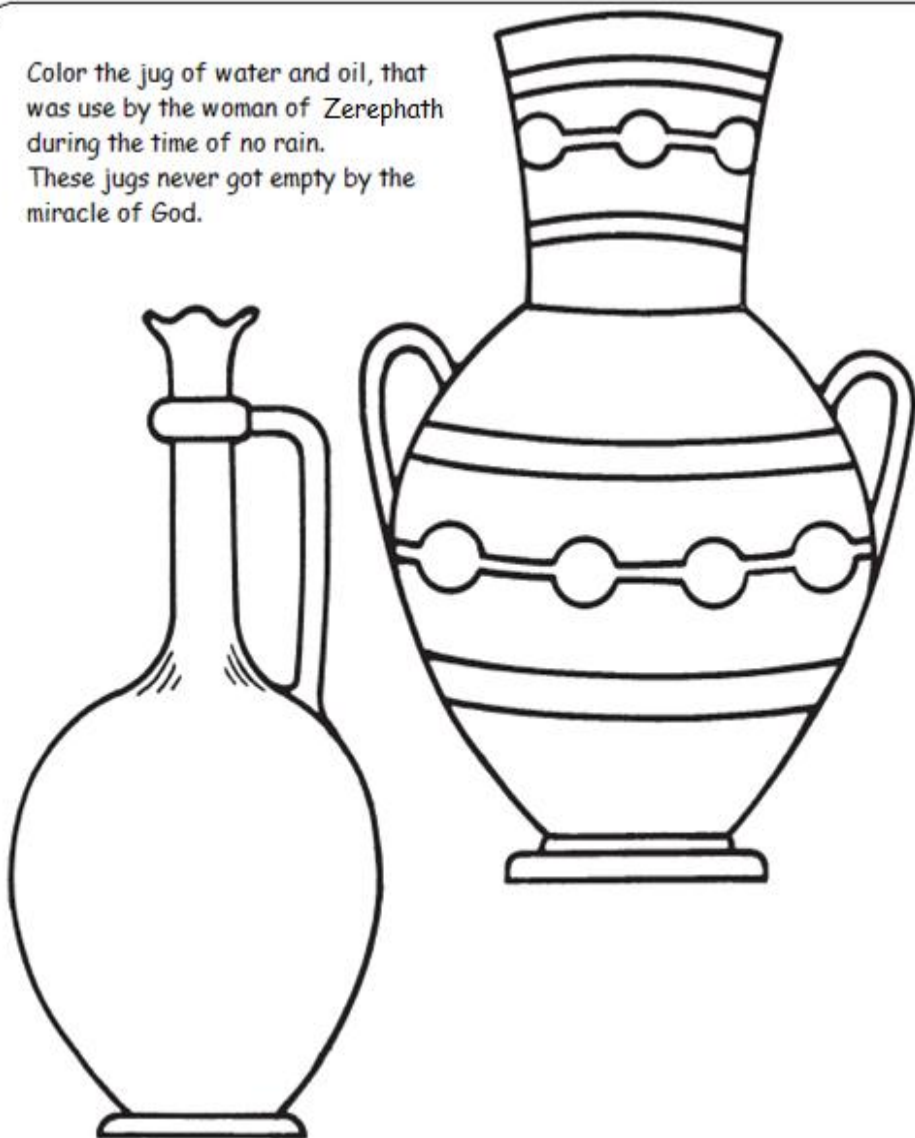 Color the jug of water and oil, that
was use by the woman of Zerephath
during the time of no rain.
These jugs never got empty by the
miracle of God.